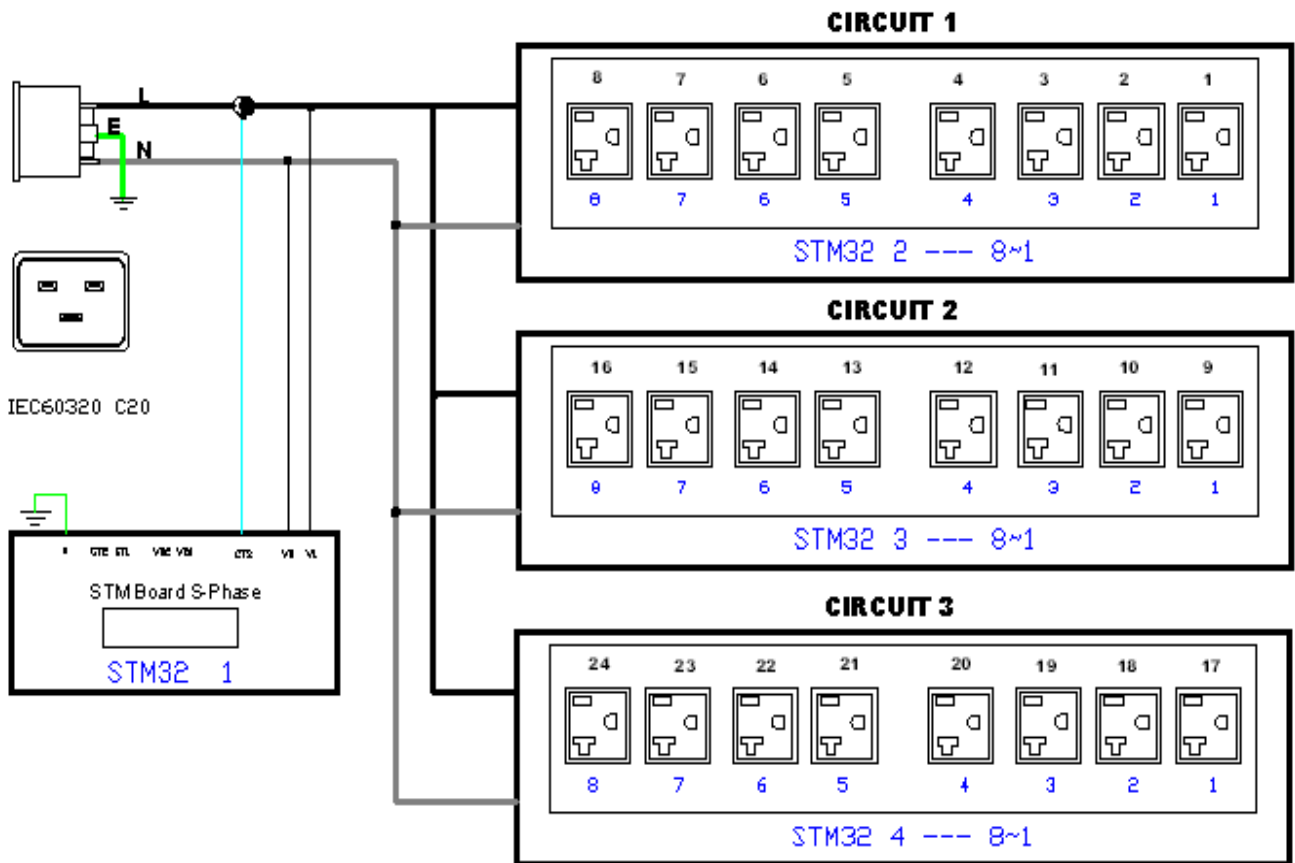 CIRCUIT 1
L
E
N
8 7 6 5 4 3 2 1
8 7 6 5 4 3 2 1
STM32 2 --- 8~1
IEC60320 C20
CIRCUIT 2
16 15 14 13 12 11 10 9
8 7 6 5 4 3 2 1
STM32 3 --- 8~1
STM Board S-Phase
STM32 1
CIRCUIT 3
24 23 22 21 20 19 18 17
8 7 6 5 4 3 2 1
STM32 4 --- 8~1